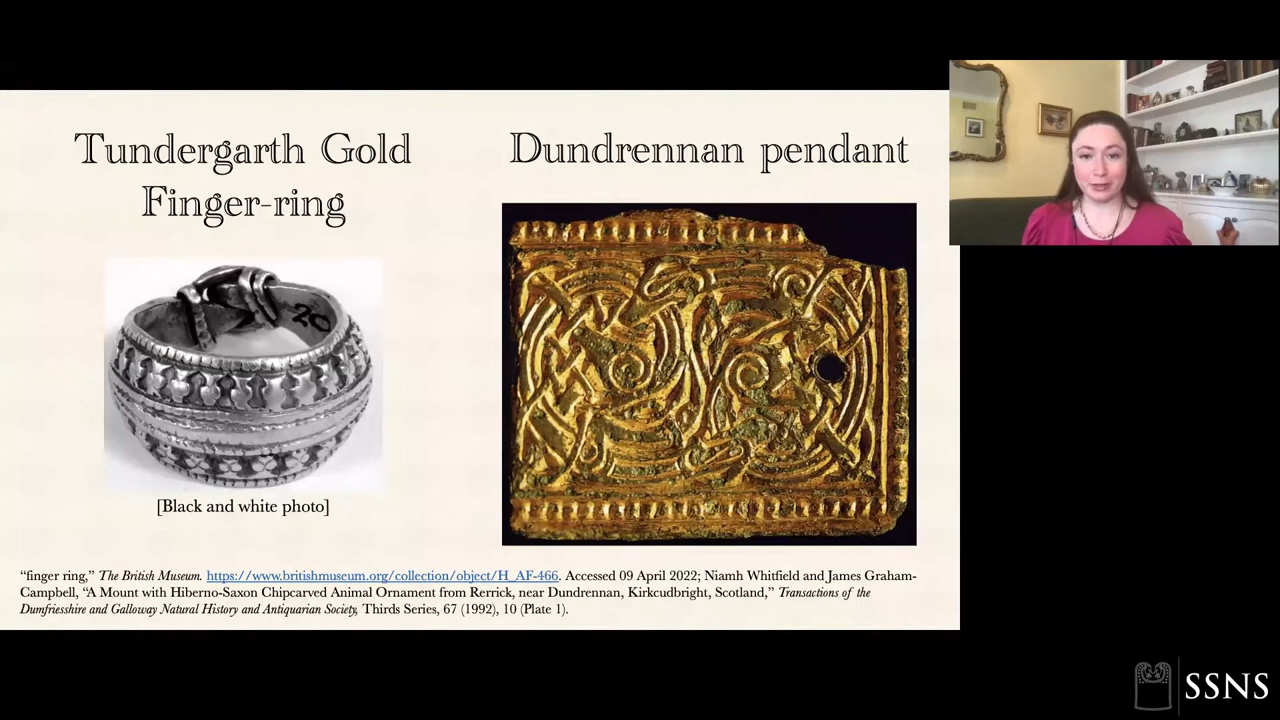 Tundergarth Gold
Finger-ring
Dundrennan pendant
20
[Black and white photo]
“finger ring,” The British Museum. https://www.britishmuseum.org/collection/object/H_AF-466. Accessed 09 April 2022; Niamh Whitfield and James Graham-
Campbell, “A Mount with Hiberno-Saxon Chipcarved Animal Ornament from Rerrick, near Dundrennan, Kirkcudbright, Scotland,” Transactions of the
Dumfriesshire and Galloway Natural History and Antiquarian Society, Thirds Series, 67 (1992), 10 (Plate 1).
SSNS